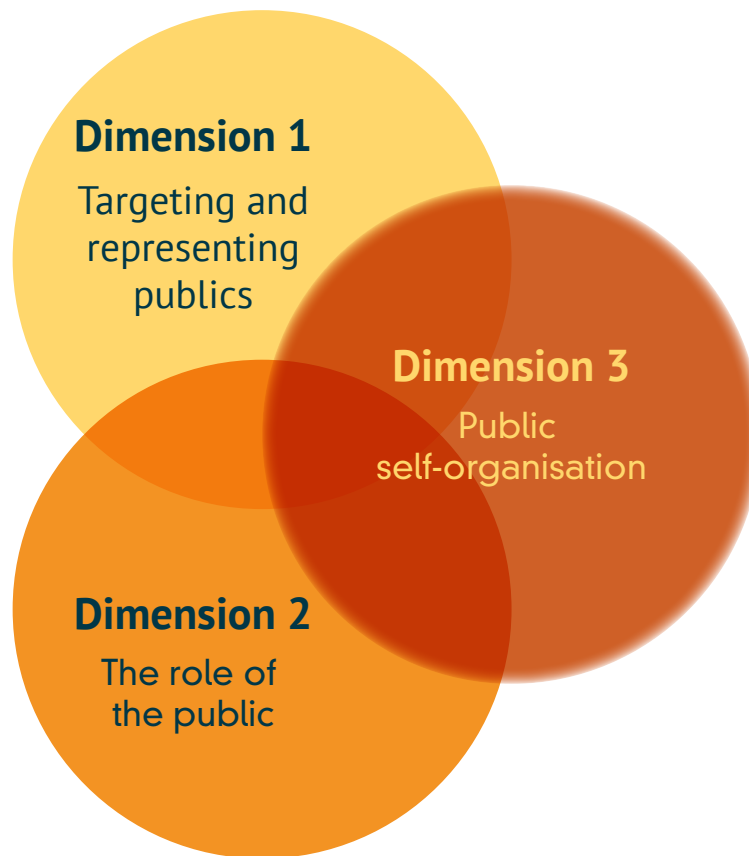 Dimension 1
Targeting and
representing
publics
Dimension 3
Public
self-organisation
Dimension 2
The role of
the public